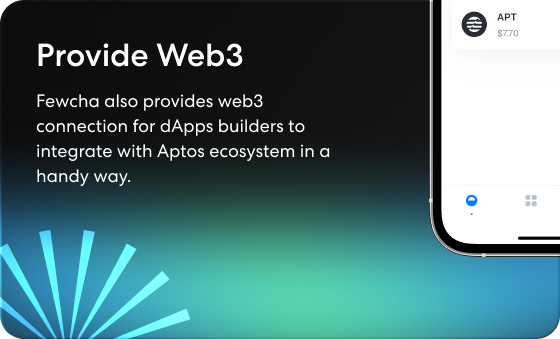 Provide Web3
Fewcha also provides web3
connection for dApps builders to
integrate with Aptos ecosystem in a
handy way.
APT
$7.70